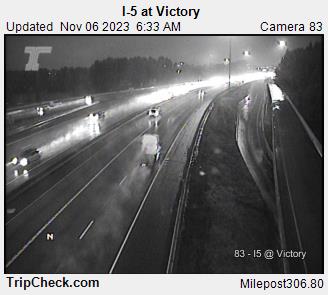 I-5 at Victory
Updated Nov 06 2023 6:33 AM Camera 83
T
N
83 - I5 @ Victory
TripCheck.com Milepost306.80